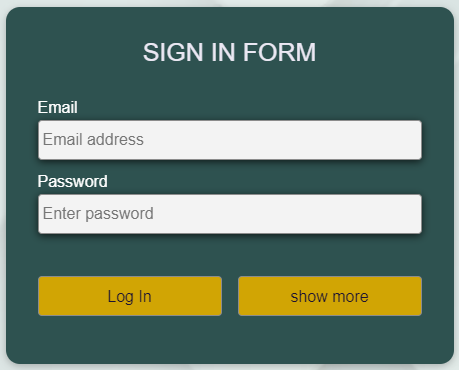 SIGN IN FORM
Email
Email address
Password
Enter password
Log In
show more